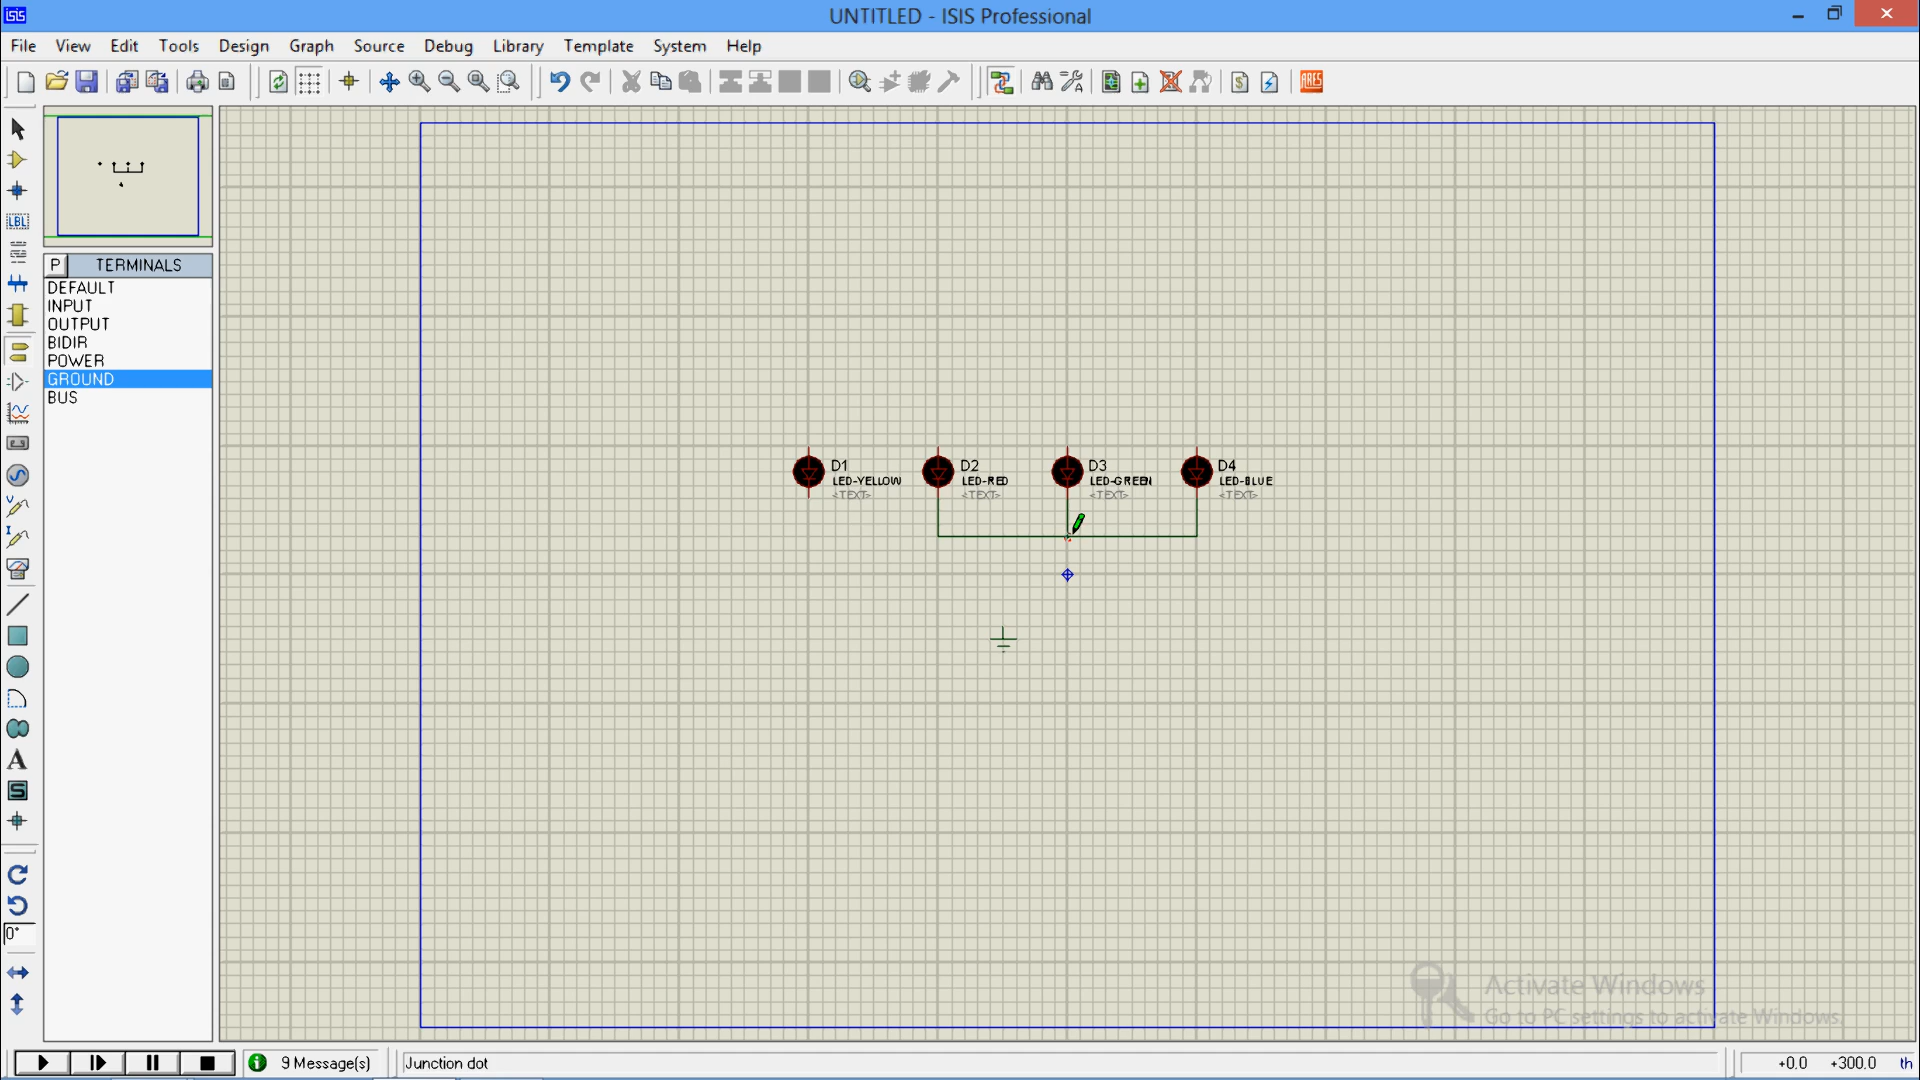 isis
UNTITLED - ISIS Professional
File View Edit Tools Design Graph Source Debug Library Template System Help
ARES
LBL
P TERMINALS
DEFAULT
INPUT
OUTPUT
BIDIR
POWER
GROUND
BUS
D1
LED-YELLOW
<TEXT>
D2
LED-RED
<TEXT>
D3
LED-GREEN
<TEXT>
D4
LED-BLUE
<TEXT>
A
S
0°
Activate Windows
Go to PC settings to activate Windows.
9 Message(s)
Junction dot
+0.0 +300.0 th